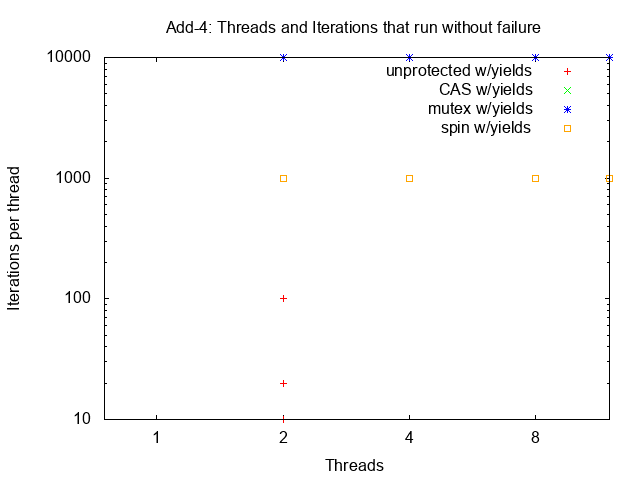 Add-4: Threads and Iterations that run without failure
10000
unprotected w/yields
CAS w/yields
mutex w/yields
spin w/yields
1000
Iterations per thread
100
10
1 2 4 8
Threads